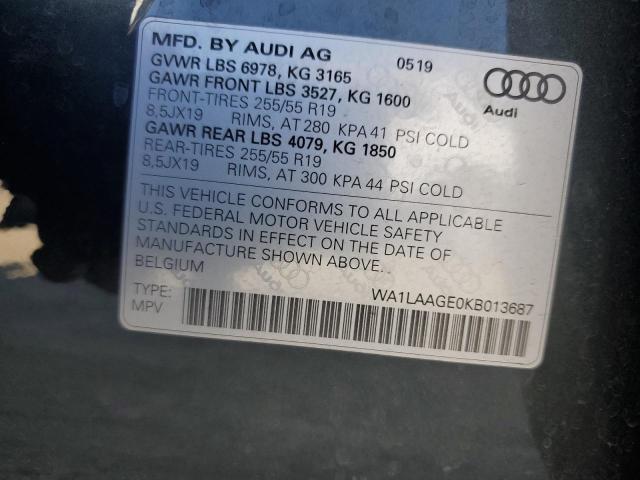 MFD. BY AUDI AG 0519
GVWR LBS 6978, KG 3165
GAWR FRONT LBS 3527, KG 1600
FRONT-TIRES 255/55 R19
8,5JX19 RIMS, AT 280 KPA 41 PSI COLD
GAWR REAR LBS 4079, KG 1850
REAR-TIRES 255/55 R19
8,5JX19 RIMS, AT 300 KPA 44 PSI COLD
Audi
THIS VEHICLE CONFORMS TO ALL APPLICABLE
U.S. FEDERAL MOTOR VEHICLE SAFETY
STANDARDS IN EFFECT ON THE DATE OF
MANUFACTURE SHOWN ABOVE.
BELGIUM
TYPE: WA1LAAGE0KB013687
MPV